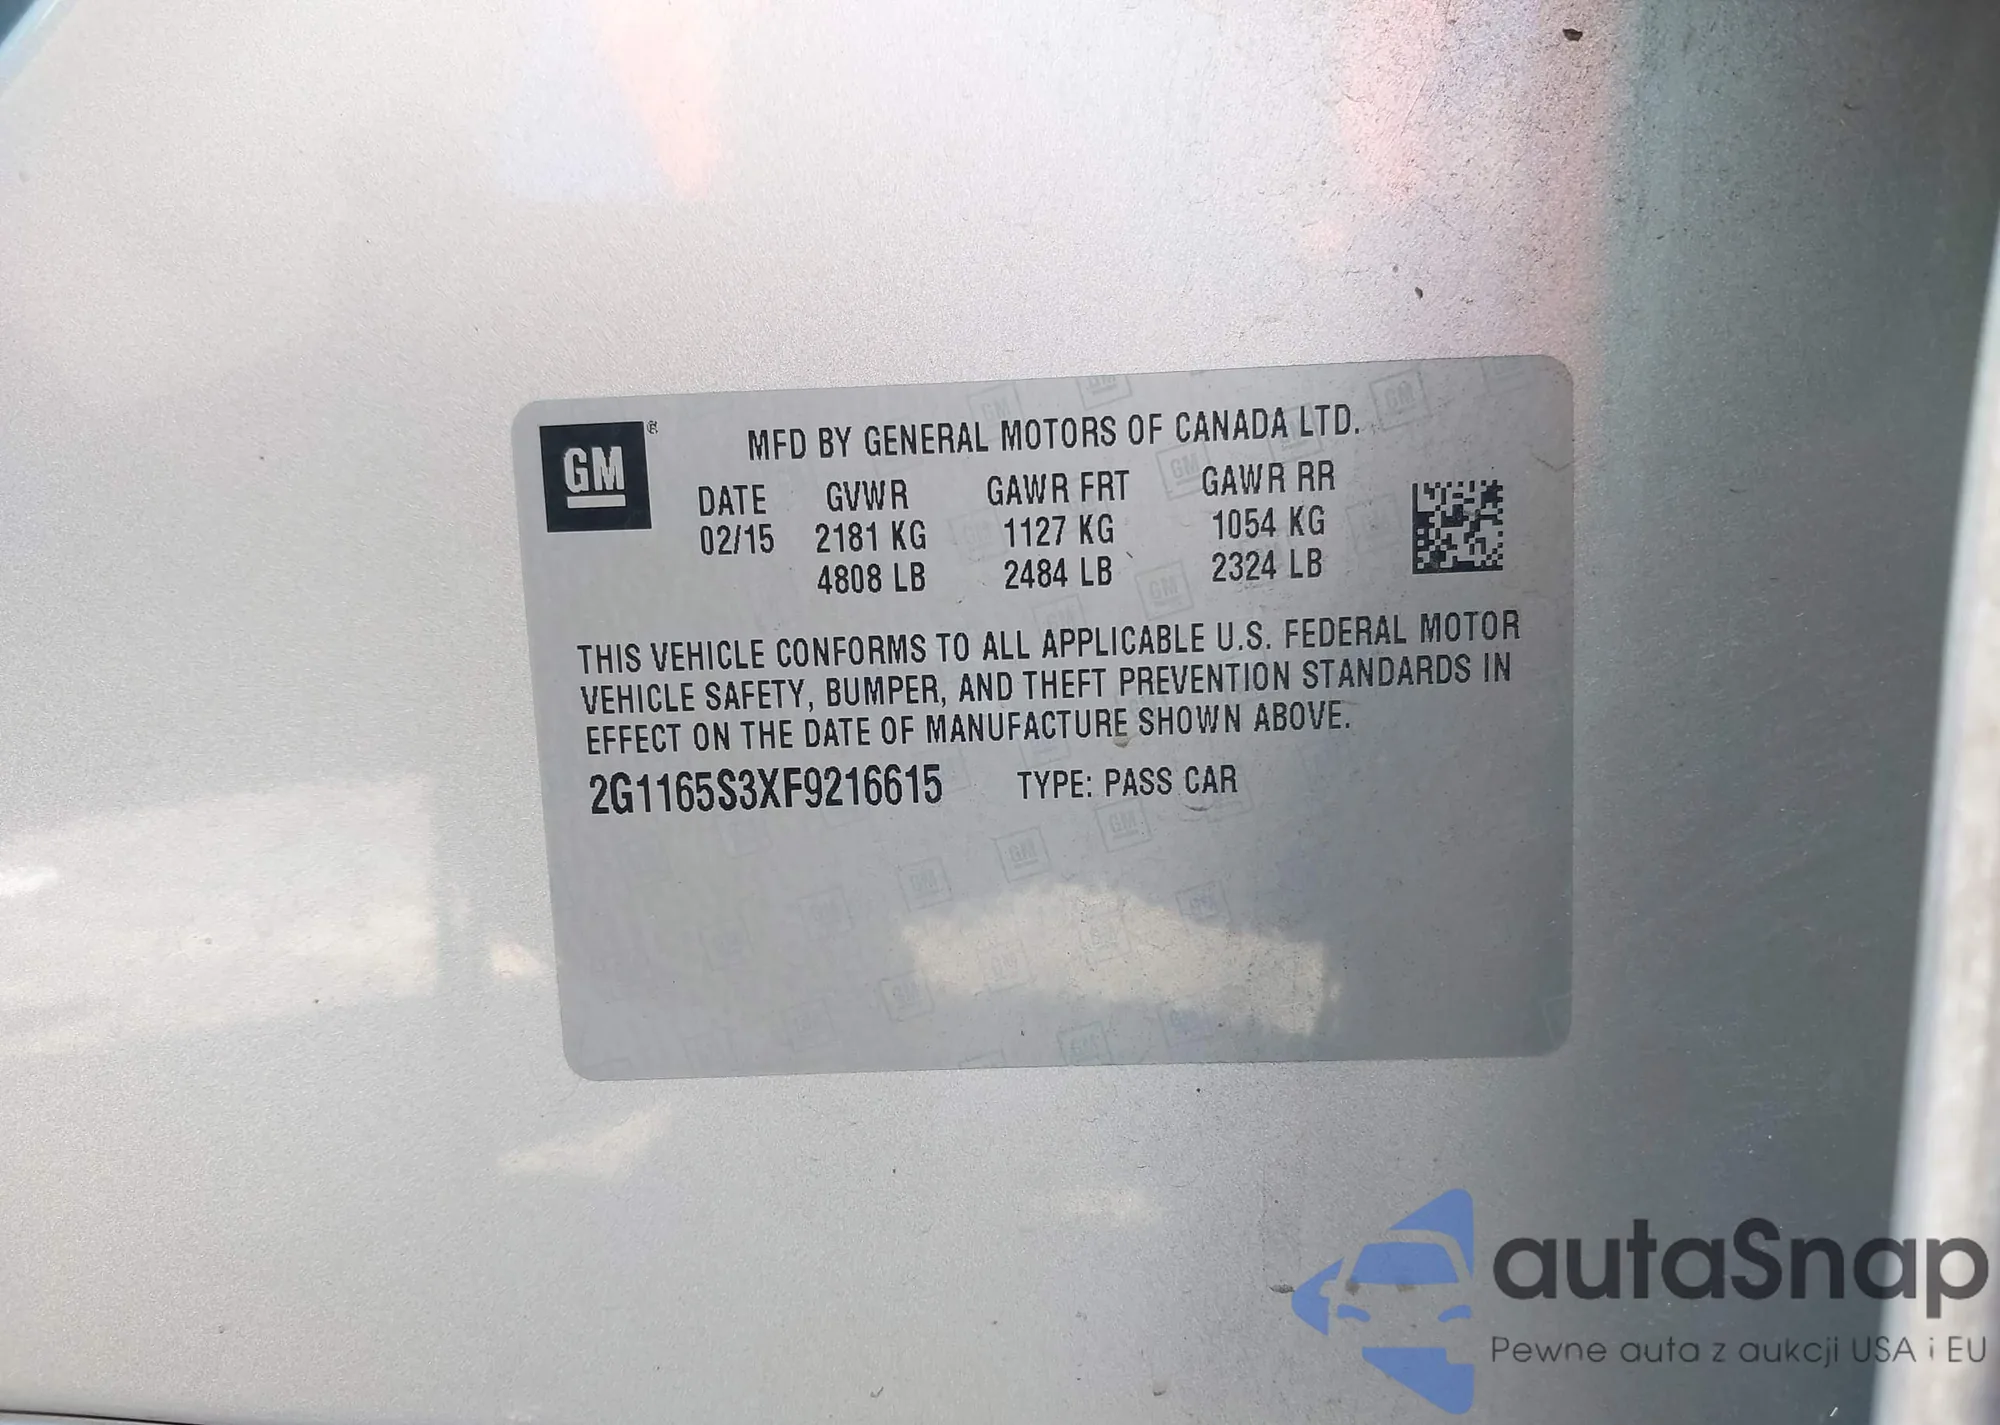 GM ®
MFD BY GENERAL MOTORS OF CANADA LTD.
DATE GVWR GAWR FRT GAWR RR
02/15 2181 KG 1127 KG 1054 KG
4808 LB 2484 LB 2324 LB
THIS VEHICLE CONFORMS TO ALL APPLICABLE U.S. FEDERAL MOTOR
VEHICLE SAFETY, BUMPER, AND THEFT PREVENTION STANDARDS IN
EFFECT ON THE DATE OF MANUFACTURE SHOWN ABOVE.
2G1165S3XF9216615 TYPE: PASS CAR
autaSnap
Pewne auta z aukcji USA i EU